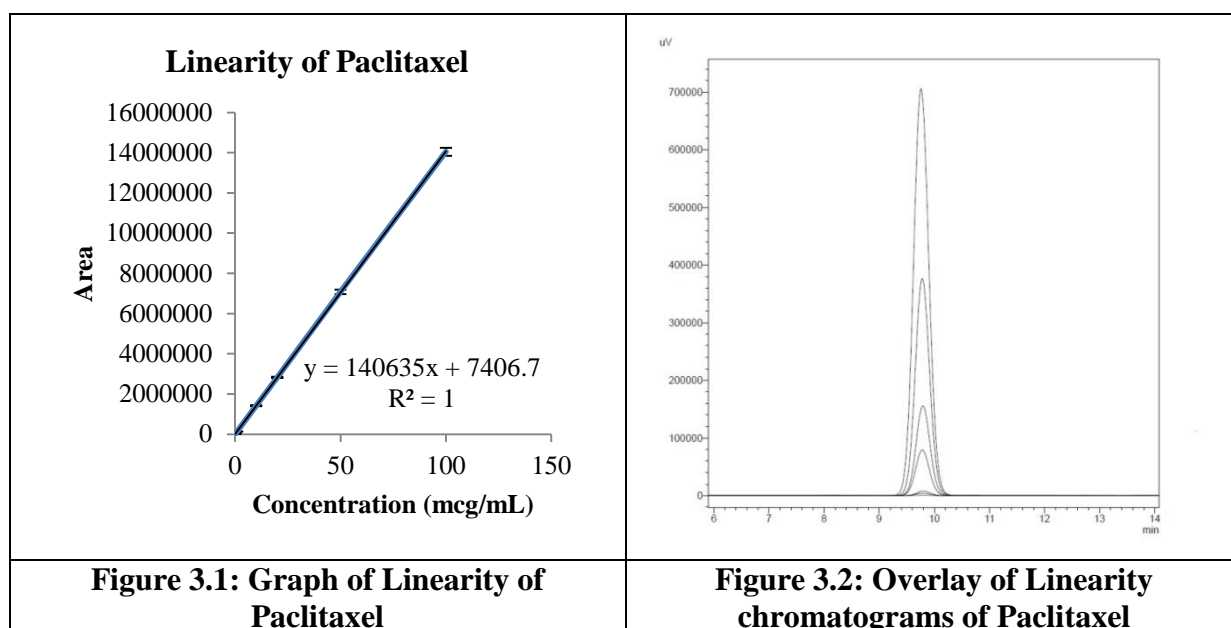 Linearity of Paclitaxel
16000000
14000000
12000000
10000000
8000000
6000000
4000000
2000000
0
Area
y = 140635x + 7406.7
R² = 1
0 50 100 150
Concentration (mcg/mL)
uV
700000
600000
500000
400000
300000
200000
100000
0
6 7 8 9 10 11 12 13 14
min
Figure 3.1: Graph of Linearity of
Paclitaxel
Figure 3.2: Overlay of Linearity
chromatograms of Paclitaxel